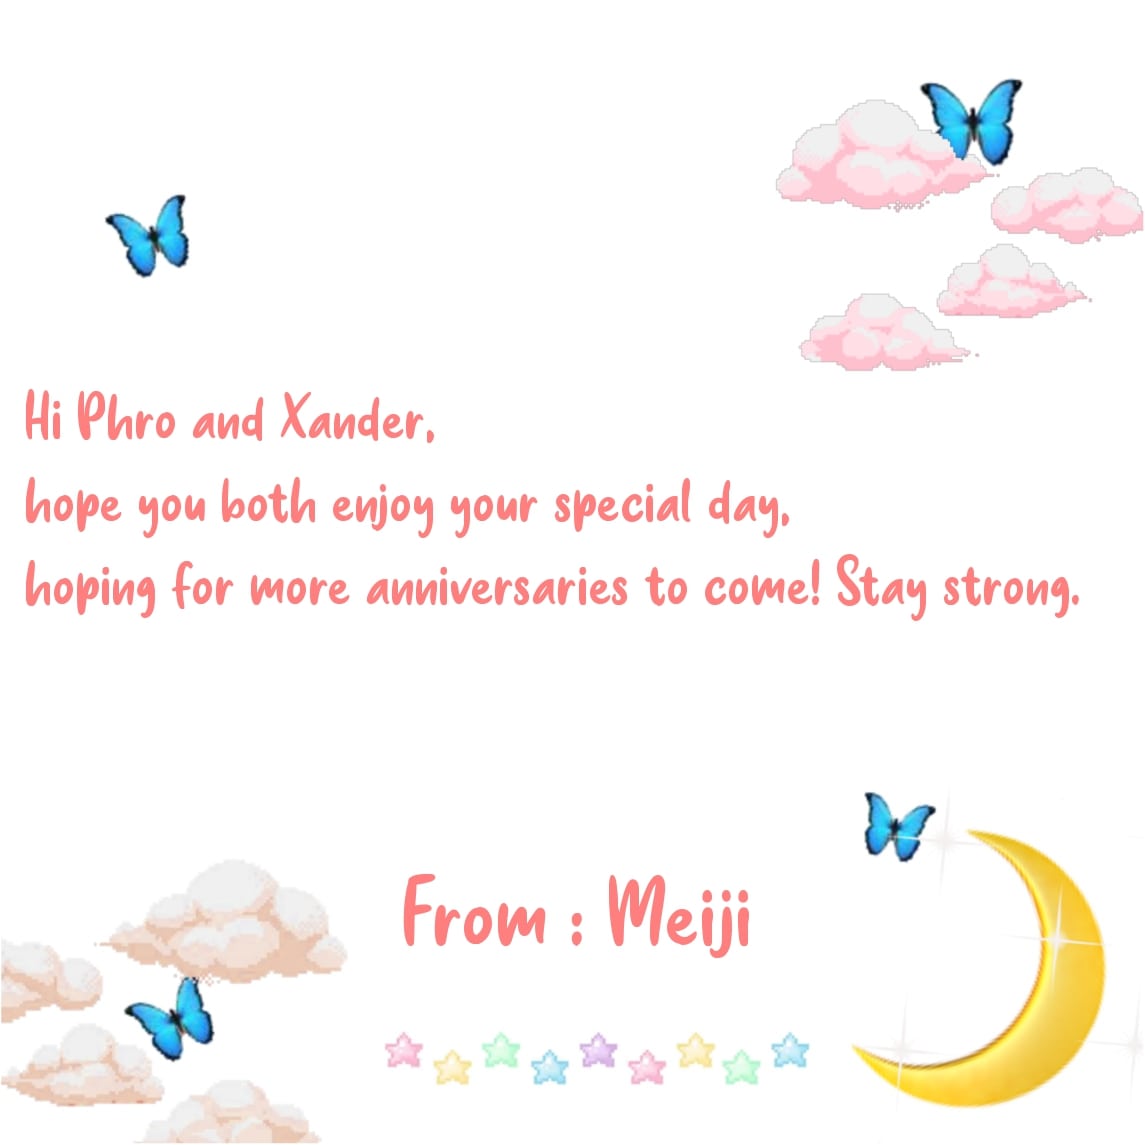 Hi Phro and Xander,
hope you both enjoy your special day,
hoping for more anniversaries to come! Stay strong.
From : Meiji